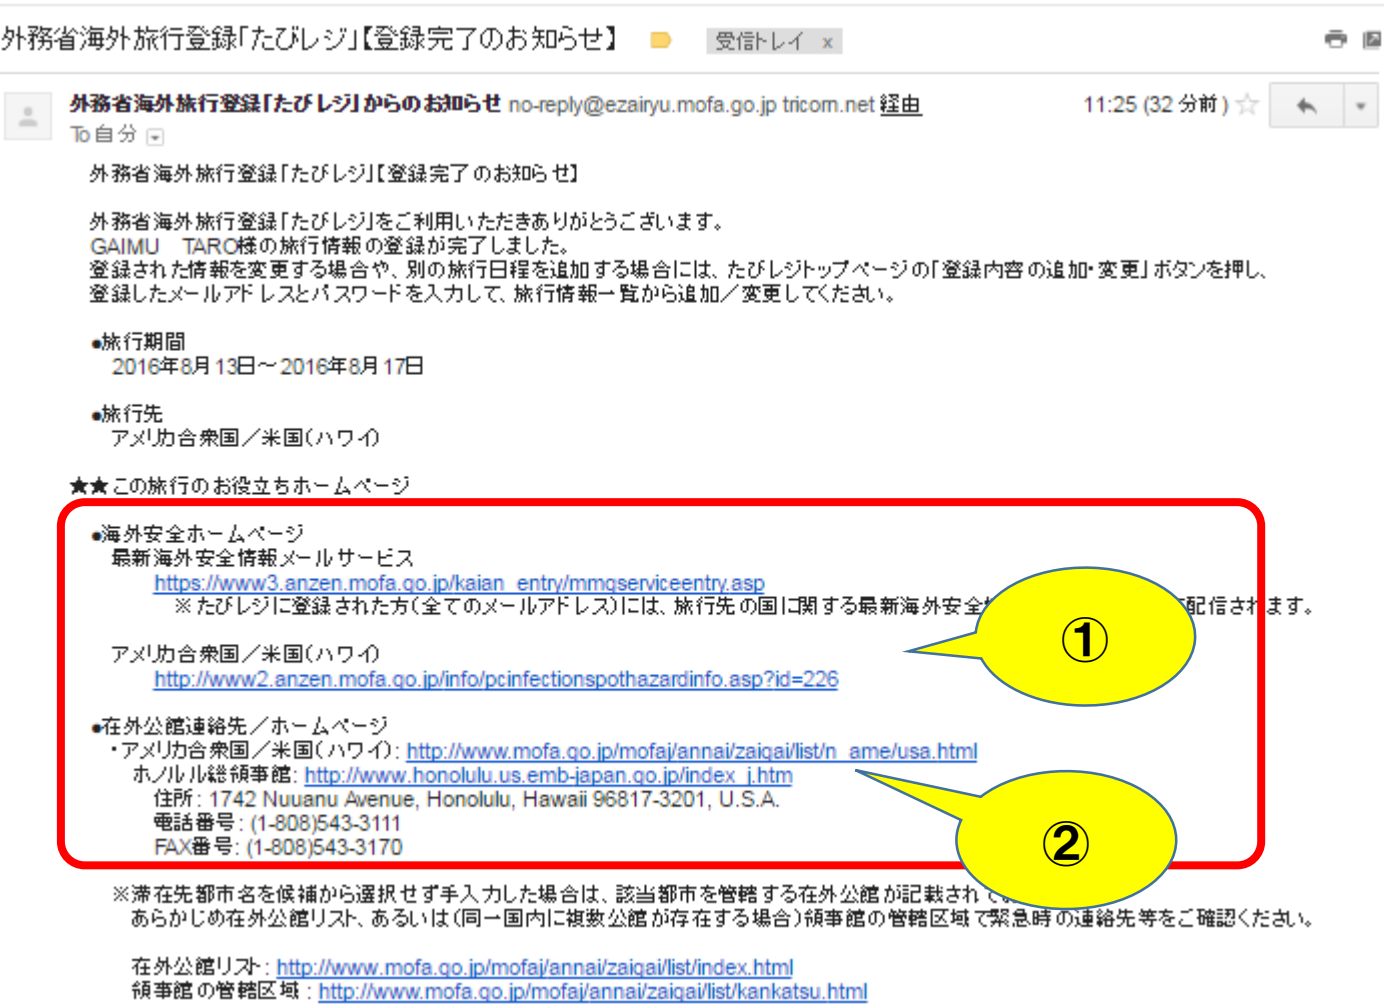 外務省海外旅行登録「たびレジ」【登録完了のお知らせ】 受信トレイ x
外務省海外旅行登録「たびレジ」からのお知らせ no-reply@ezairyu.mofa.go.jp tricorn.net 経由 11:25 (32 分前)
To 自分
外務省海外旅行登録「たびレジ」【登録完了のお知らせ】
外務省海外旅行登録「たびレジ」をご利用いただきありがとうございます。
GAIMU TARO様の旅行情報の登録が完了しました。
登録された情報を変更する場合や、別の旅行日程を追加する場合には、たびレジトップページの「登録内容の追加・変更」ボタンを押し、
登録したメールアドレスとパスワードを入力して、旅行情報一覧から追加／変更してください。
●旅行期間
2016年8月13日～2016年8月17日
●旅行先
アメリカ合衆国／米国(ハワイ)
★★この旅行のお役立ちホームページ
●海外安全ホームページ
最新海外安全情報メールサービス
https://www3.anzen.mofa.go.jp/kaian_entry/mmgserviceentry.asp
※たびレジに登録された方(全てのメールアドレス)には、旅行先の国に関する最新海外安全 配信されます。
①
アメリカ合衆国／米国(ハワイ)
http://www2.anzen.mofa.go.jp/info/pcinfectionspothazardinfo.asp?id=226
●在外公館連絡先／ホームページ
・アメリカ合衆国／米国(ハワイ): http://www.mofa.go.jp/mofaj/annai/zaigai/list/n_ame/usa.html
ホノルル総領事館: http://www.honolulu.us.emb-japan.go.jp/index_j.htm
住所: 1742 Nuuanu Avenue, Honolulu, Hawaii 96817-3201, U.S.A.
電話番号: (1-808)543-3111
②
FAX番号: (1-808)543-3170
※滞在先都市名を候補から選択せず手入力した場合は、該当都市を管轄する在外公館が記載されて
あらかじめ在外公館リスト、あるいは(同一国内に複数公館が存在する場合)領事館の管轄区域で緊急時の連絡先等をご確認ください。
在外公館リスト: http://www.mofa.go.jp/mofaj/annai/zaigai/list/index.html
領事館の管轄区域: http://www.mofa.go.jp/mofaj/annai/zaigai/list/kankatsu.html